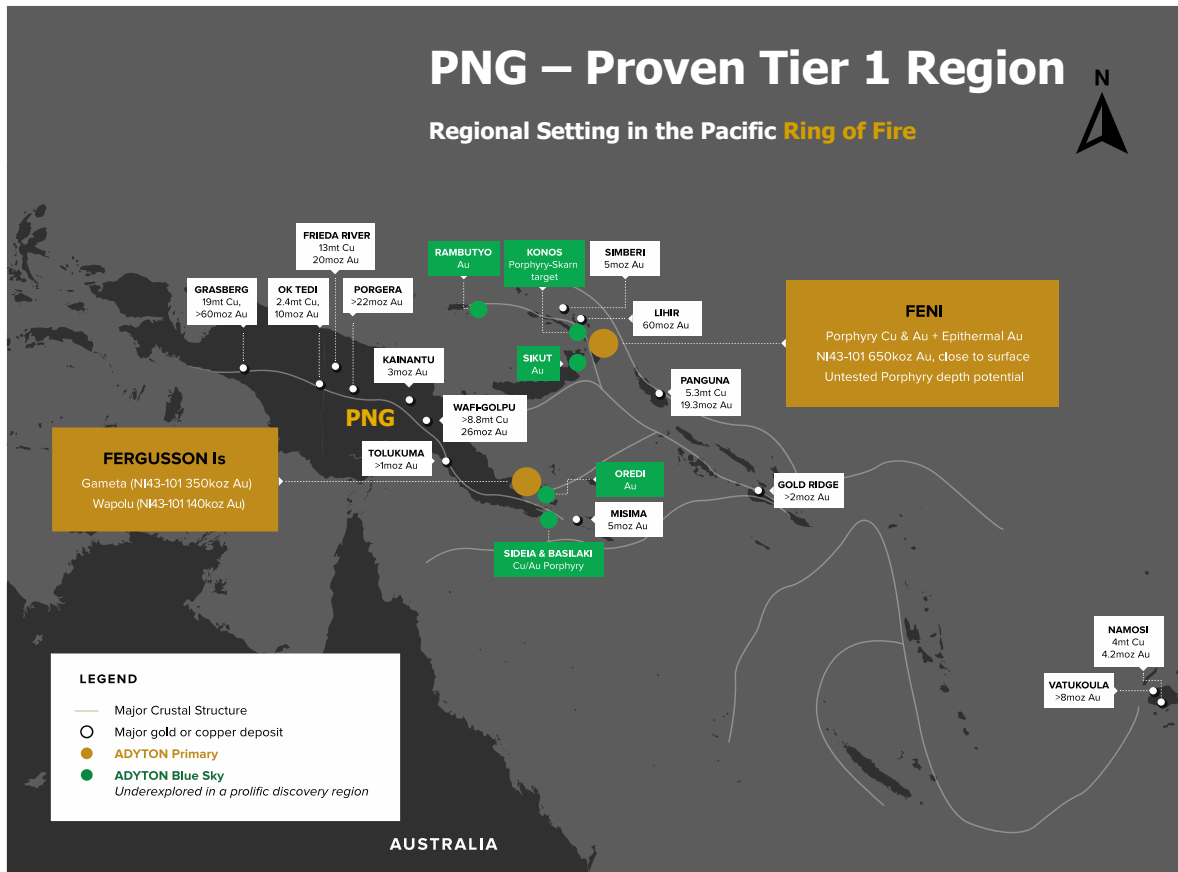 PNG – Proven Tier 1 Region
N
Regional Setting in the Pacific Ring of Fire
FRIEDA RIVER
13mt Cu
20moz Au
RAMBUTYO
Au
KONOS
Porphyry-Skarn
target
SIMBERI
5moz Au
GRASBERG
19mt Cu,
>60moz Au
OK TEDI
2.4mt Cu,
10moz Au
PORGERA
>22moz Au
LIHIR
60moz Au
FENI
Porphyry Cu & Au + Epithermal Au
NI43-101 650koz Au, close to surface
Untested Porphyry depth potential
KAINANTU
3moz Au
SIKUT
Au
PANGUNA
5.3mt Cu
19.3moz Au
WAFI-GOLPU
>8.8mt Cu
26moz Au
PNG
FERGUSSON Is
Gameta (NI43-101 350koz Au)
Wapolu (NI43-101 140koz Au)
TOLUKUMA
>1moz Au
OREDI
Au
GOLD RIDGE
>2moz Au
MISIMA
5moz Au
SIDEIA & BASILAKI
Cu/Au Porphyry
NAMOSI
4mt Cu
4.2moz Au
VATUKOULA
>8moz Au
LEGEND
Major Crustal Structure
Major gold or copper deposit
ADYTON Primary
ADYTON Blue Sky
Underexplored in a prolific discovery region
AUSTRALIA